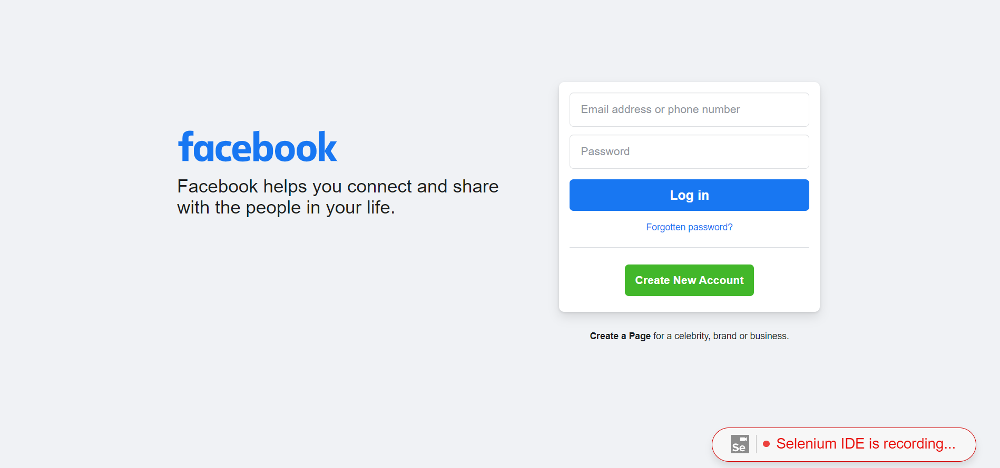 facebook
Facebook helps you connect and share
with the people in your life.
Email address or phone number
Password
Log in
Forgotten password?
Create New Account
Create a Page for a celebrity, brand or business.
Se
Selenium IDE is recording...